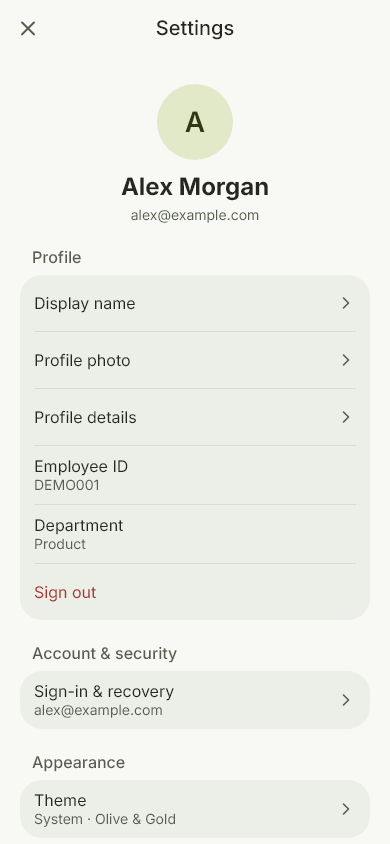 Settings
A
Alex Morgan
alex@example.com
Profile
Display name
Profile photo
Profile details
Employee ID
DEMO001
Department
Product
Sign out
Account & security
Sign-in & recovery
alex@example.com
Appearance
Theme
System · Olive & Gold